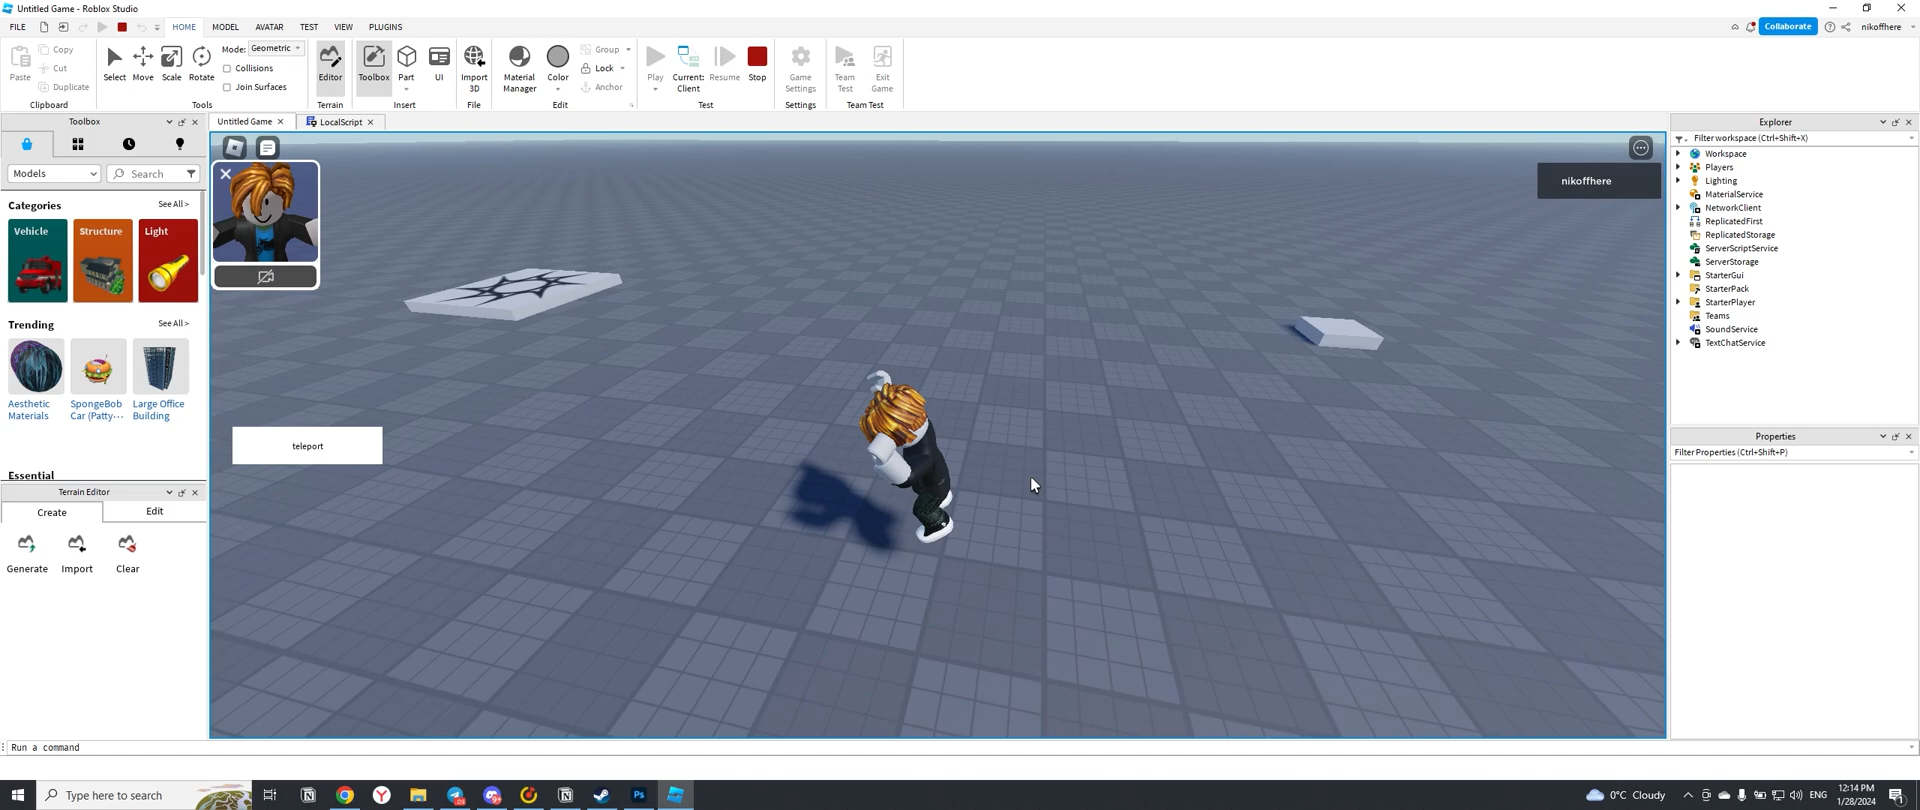 Untitled Game - Roblox Studio
FILE HOME MODEL AVATAR TEST VIEW PLUGINS
Collaborate nikoffhere
Paste Copy Cut Duplicate
Clipboard
Select Move Scale Rotate
Mode: Geometric
Collisions
Join Surfaces
Tools
Editor
Terrain
Toolbox Part UI
Insert
Import 3D
File
Material Manager Color
Group
Lock
Anchor
Edit
Play Current: Client Resume Stop
Test
Game Settings
Settings
Team Test Exit Game
Team Test
Toolbox
Models Search
Categories See All >
Vehicle Structure Light
Trending See All >
Aesthetic Materials
SpongeBob Car (Patty-···
Large Office Building
Essential
Terrain Editor
Create Edit
Generate Import Clear
Untitled Game LocalScript
nikoffhere
teleport
Explorer
Filter workspace (Ctrl+Shift+X)
Workspace
Players
Lighting
MaterialService
NetworkClient
ReplicatedFirst
ReplicatedStorage
ServerScriptService
ServerStorage
StarterGui
StarterPack
StarterPlayer
Teams
SoundService
TextChatService
Properties
Filter Properties (Ctrl+Shift+P)
Run a command
Type here to search
Ps
0°C Cloudy
ENG
12:14 PM
1/28/2024